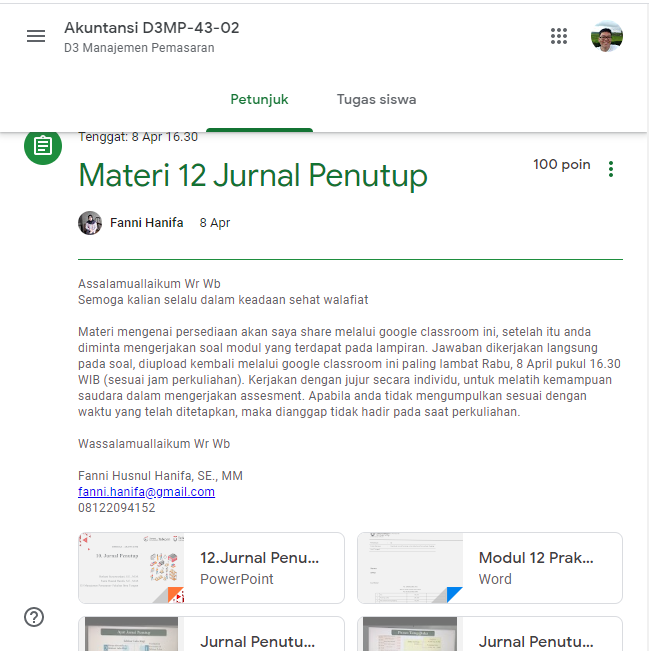 Akuntansi D3MP-43-02
D3 Manajemen Pemasaran
Petunjuk
Tugas siswa
Tenggat: 8 Apr 16.30
Materi 12 Jurnal Penutup
100 poin
Fanni Hanifa 8 Apr
Assalamuallaikum Wr Wb
Semoga kalian selalu dalam keadaan sehat walafiat
Materi mengenai persediaan akan saya share melalui google classroom ini, setelah itu anda
diminta mengerjakan soal modul yang terdapat pada lampiran. Jawaban dikerjakan langsung
pada soal, diupload kembali melalui google classroom ini paling lambat Rabu, 8 April pukul 16.30
WIB (sesuai jam perkuliahan). Kerjakan dengan jujur secara individu, untuk melatih kemampuan
saudara dalam mengerjakan assesment. Apabila anda tidak mengumpulkan sesuai dengan
waktu yang telah ditetapkan, maka dianggap tidak hadir pada saat perkuliahan.
Wassalamuallaikum Wr Wb
Fanni Husnul Hanifa, SE., MM
fanni.hanifa@gmail.com
08122094152
12.Jurnal Penu...
PowerPoint
Modul 12 Prak...
Word
Jurnal Penutu...
Jurnal Penutu...